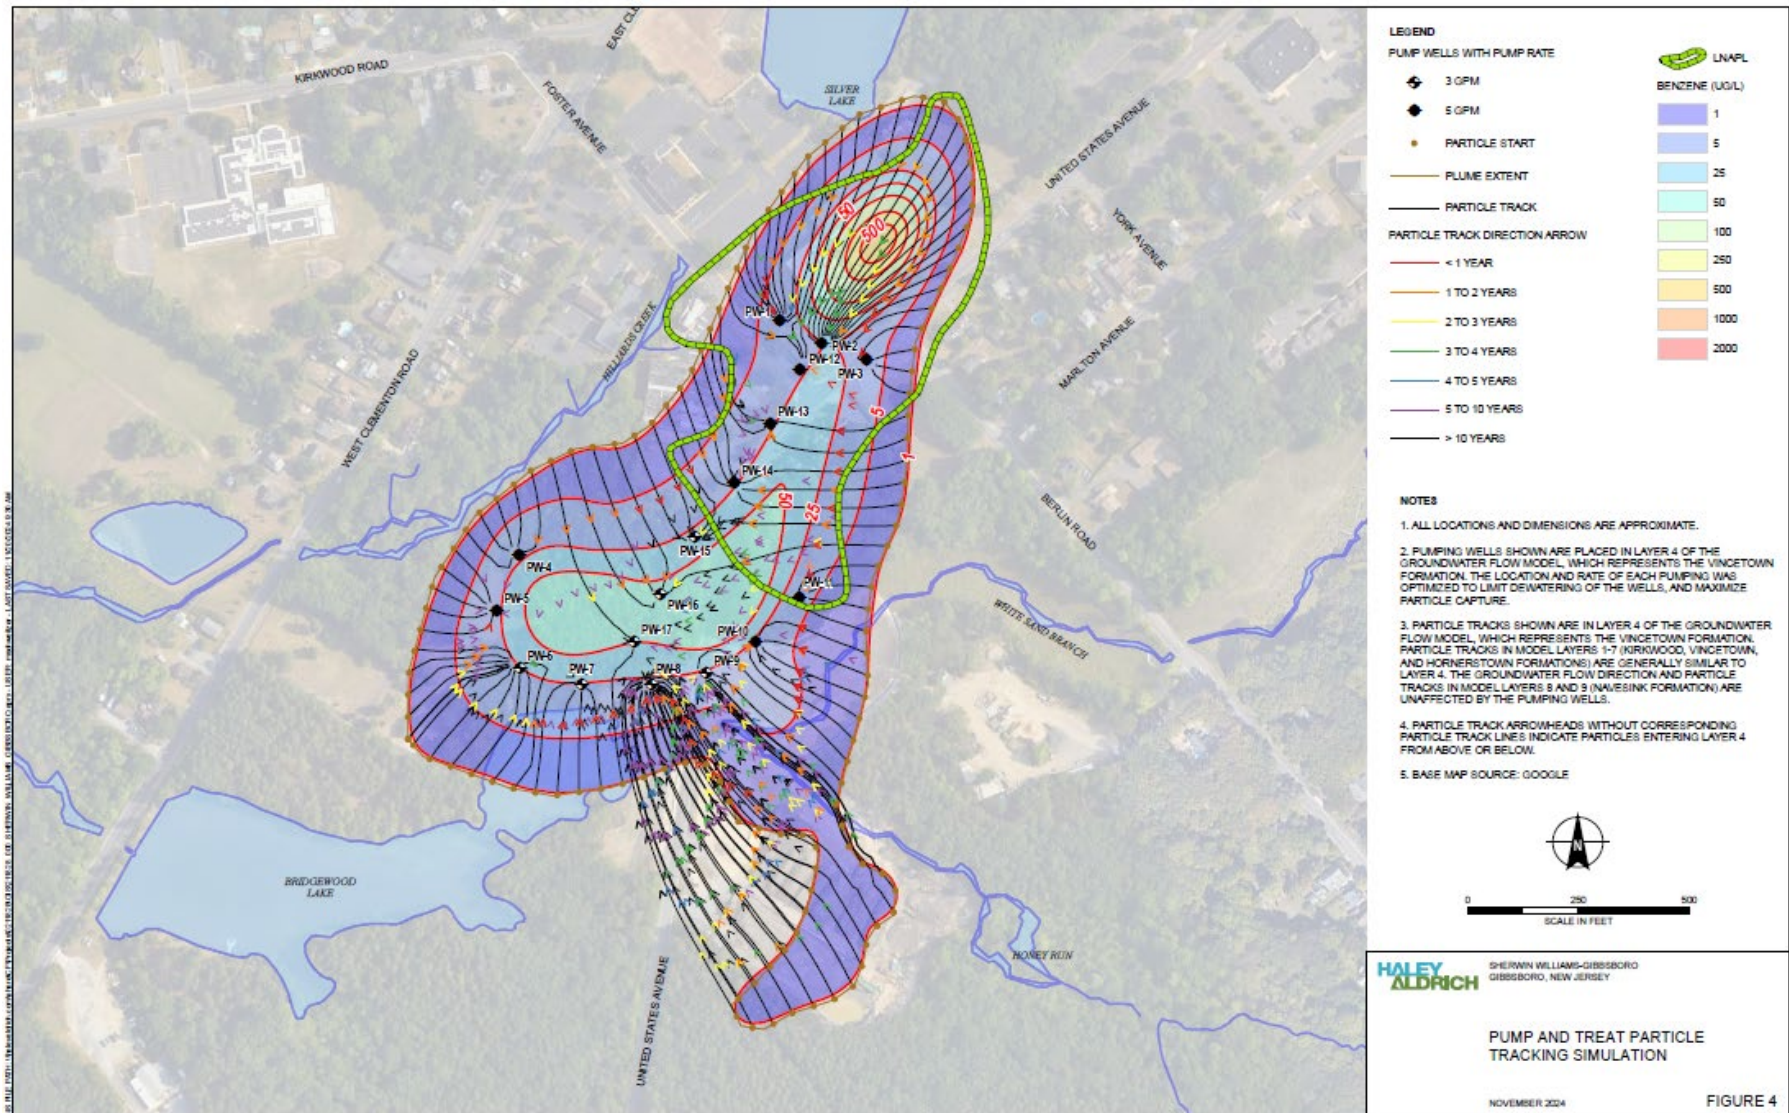 KIRKWOOD ROAD
FOSTER AVENUE
SILVER
LAKE
UNITED STATES AVENUE
YORK AVENUE
MARLTON AVENUE
HILLIARDS CREEK
WEST CLEMENTON ROAD
BERLIN ROAD
WHITE SAND BRANCH
BRIDGEWOOD
LAKE
HONEY RUN
UNITED STATES AVENUE
50
500
5
1
50
25
PW-1
PW-2
PW-12
PW-3
PW-13
PW-14
PW-15
PW-4
PW-11
PW-5
PW-16
PW-17
PW-10
PW-6
PW-7
PW-8
PW-9
LEGEND
PUMP WELLS WITH PUMP RATE
3 GPM
5 GPM
PARTICLE START
PLUME EXTENT
PARTICLE TRACK
PARTICLE TRACK DIRECTION ARROW
< 1 YEAR
1 TO 2 YEARS
2 TO 3 YEARS
3 TO 4 YEARS
4 TO 5 YEARS
5 TO 10 YEARS
> 10 YEARS
LNAPL
BENZENE (UG/L)
1
5
25
50
100
250
500
1000
2000
NOTES
1. ALL LOCATIONS AND DIMENSIONS ARE APPROXIMATE.
2. PUMPING WELLS SHOWN ARE PLACED IN LAYER 4 OF THE
GROUNDWATER FLOW MODEL, WHICH REPRESENTS THE VINCETOWN
FORMATION. THE LOCATION AND RATE OF EACH PUMPING WAS
OPTIMIZED TO LIMIT DEWATERING OF THE WELLS, AND MAXIMIZE
PARTICLE CAPTURE.
3. PARTICLE TRACKS SHOWN ARE IN LAYER 4 OF THE GROUNDWATER
FLOW MODEL, WHICH REPRESENTS THE VINCETOWN FORMATION.
PARTICLE TRACKS IN MODEL LAYERS 1-7 (KIRKWOOD, VINCETOWN,
AND HORNERSTOWN FORMATIONS) ARE GENERALLY SIMILAR TO
LAYER 4. THE GROUNDWATER FLOW DIRECTION AND PARTICLE
TRACKS IN MODEL LAYERS 8 AND 9 (NAVESINK FORMATION) ARE
UNAFFECTED BY THE PUMPING WELLS.
4. PARTICLE TRACK ARROWHEADS WITHOUT CORRESPONDING
PARTICLE TRACK LINES INDICATE PARTICLES ENTERING LAYER 4
FROM ABOVE OR BELOW.
5. BASE MAP SOURCE: GOOGLE
N
0 250 500
SCALE IN FEET
HALEY
ALDRICH
SHERWIN WILLIAMS-GIBBSBORO
GIBBSBORO, NEW JERSEY
PUMP AND TREAT PARTICLE
TRACKING SIMULATION
NOVEMBER 2024
FIGURE 4